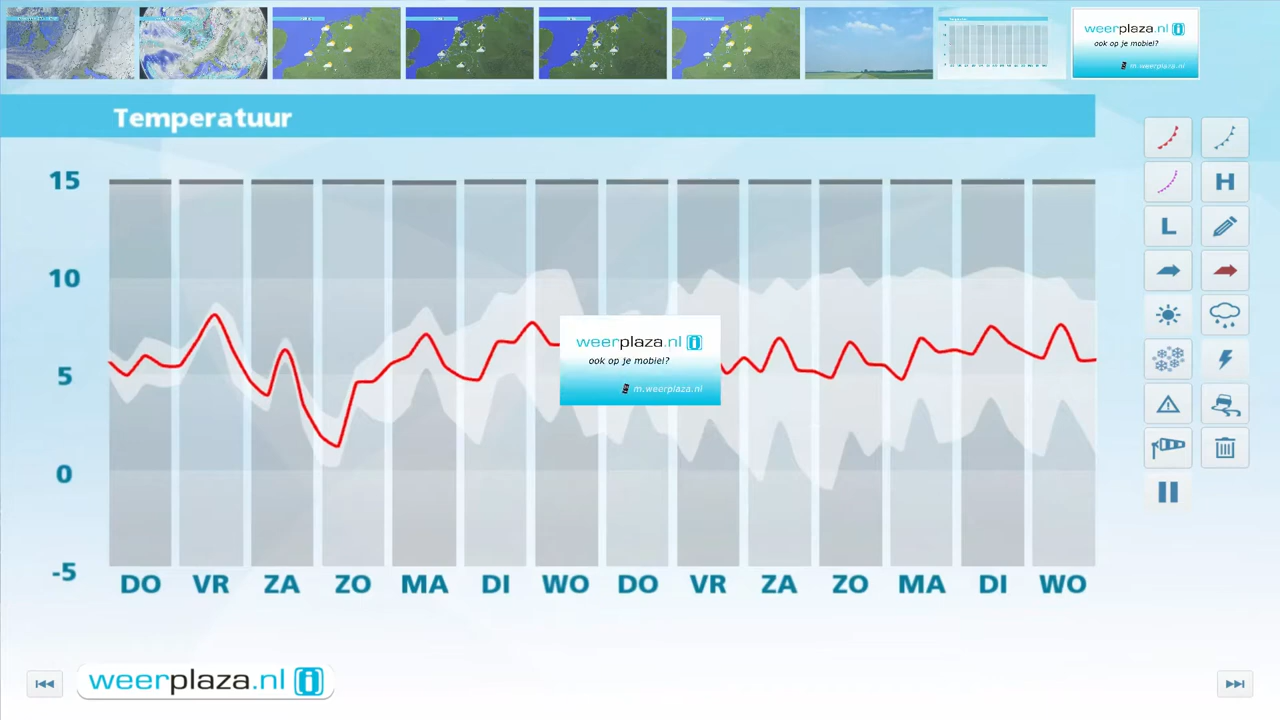 weerplaza.nl
ook op je mobiel?
m.weerplaza.nl
Temperatuur
15
10
5
0
-5
H
L
weerplaza.nl
ook op je mobiel?
m.weerplaza.nl
DO VR ZA ZO MA DI WO DO VR ZA ZO MA DI WO
weerplaza.nl